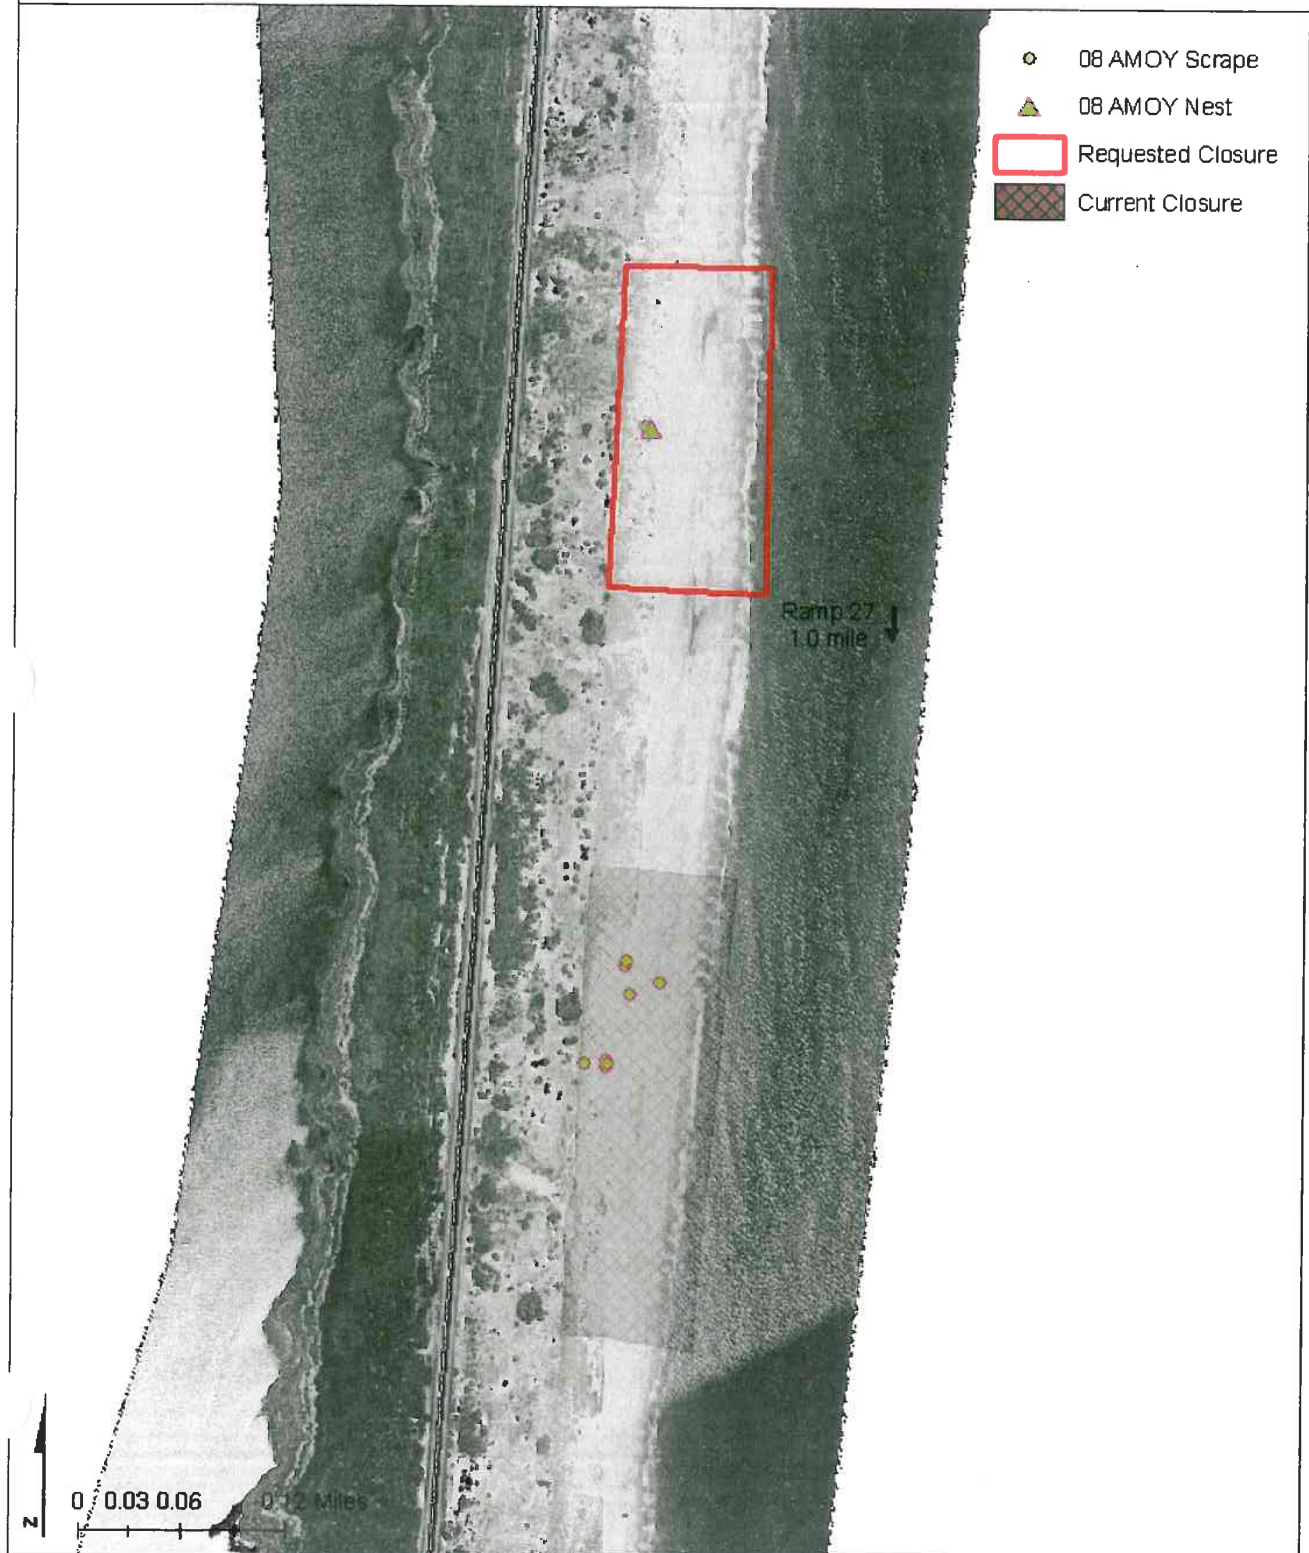 08 AMOY Scrape
08 AMOY Nest
Requested Closure
Current Closure
Ramp 27
1.0 mile
0 0.03 0.06 0.12 Miles
N